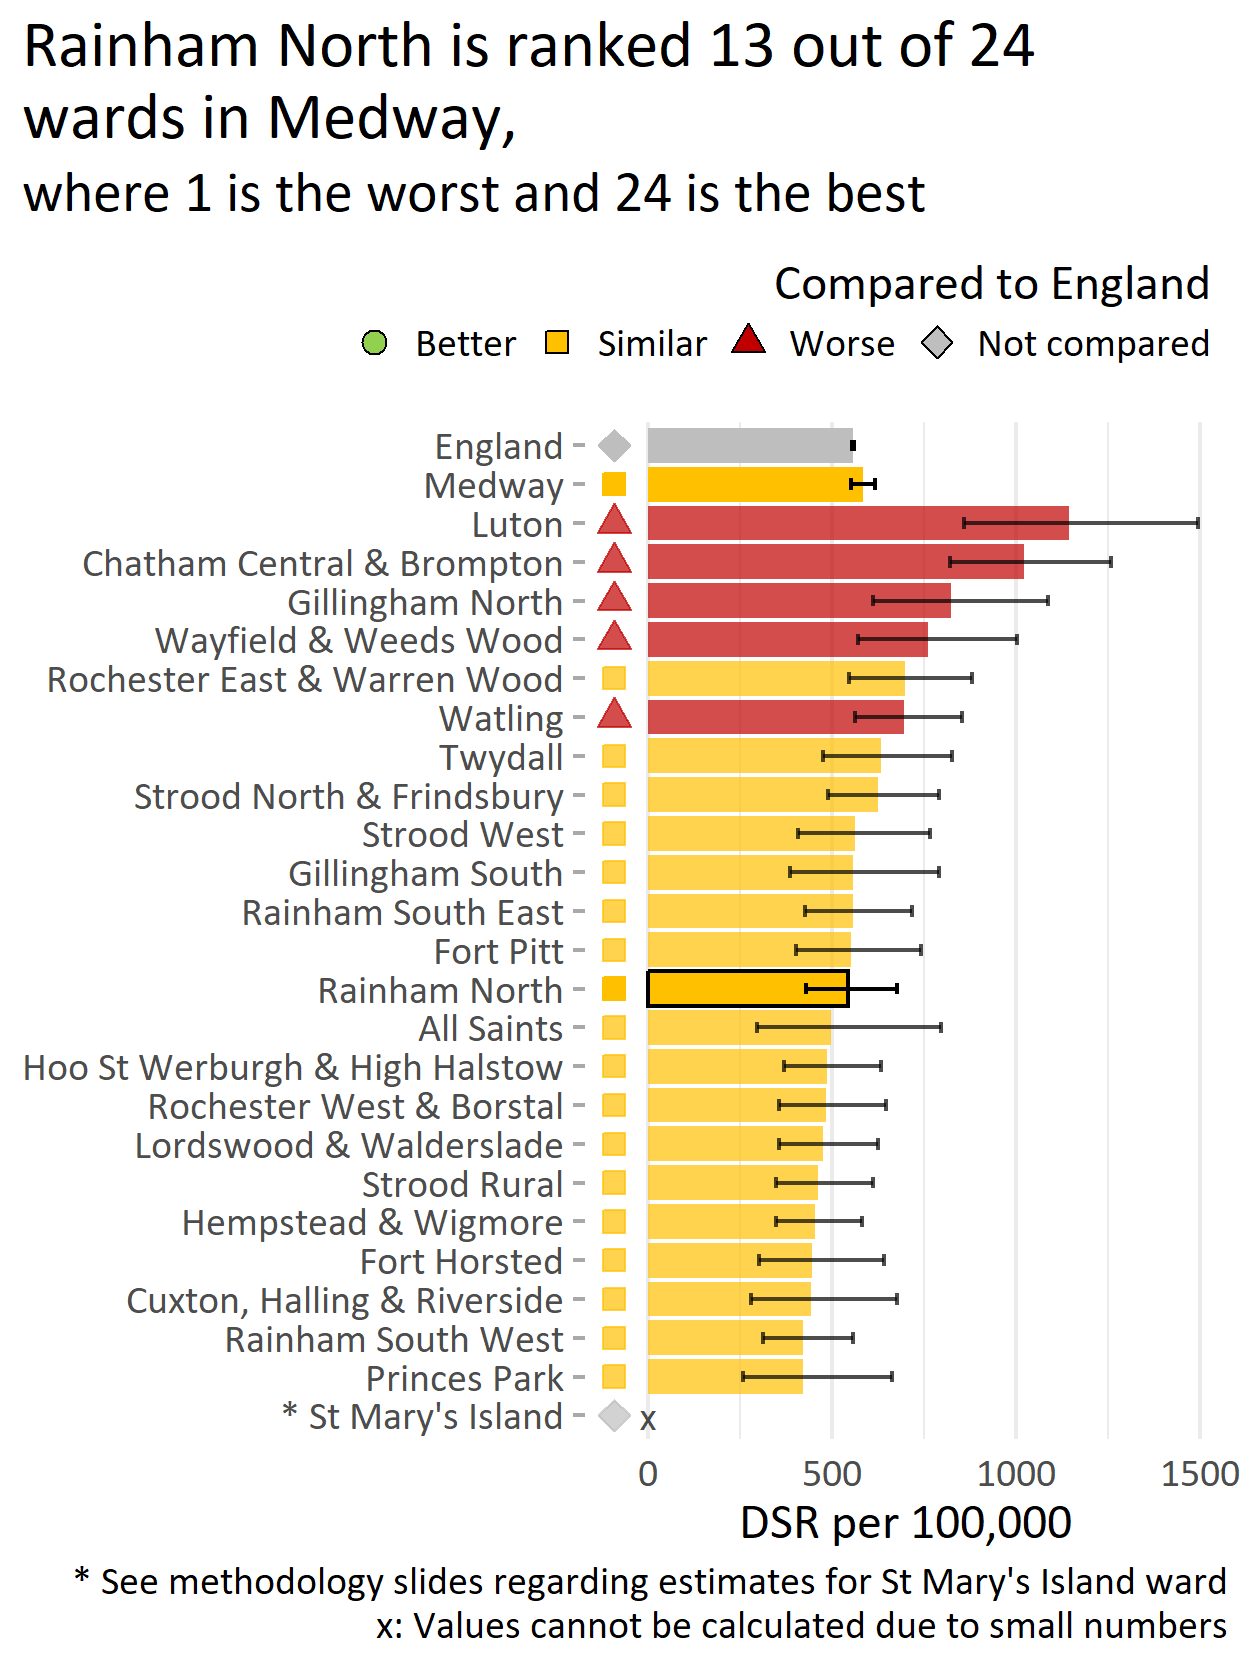 Rainham North is ranked 13 out of 24
wards in Medway,
where 1 is the worst and 24 is the best
Compared to England
Better Similar Worse Not compared
England
Medway
Luton
Chatham Central & Brompton
Gillingham North
Wayfield & Weeds Wood
Rochester East & Warren Wood
Watling
Twydall
Strood North & Frindsbury
Strood West
Gillingham South
Rainham South East
Fort Pitt
Rainham North
All Saints
Hoo St Werburgh & High Halstow
Rochester West & Borstal
Lordswood & Walderslade
Strood Rural
Hempstead & Wigmore
Fort Horsted
Cuxton, Halling & Riverside
Rainham South West
Princes Park
* St Mary's Island x
0 500 1000 1500
DSR per 100,000
* See methodology slides regarding estimates for St Mary's Island ward
x: Values cannot be calculated due to small numbers